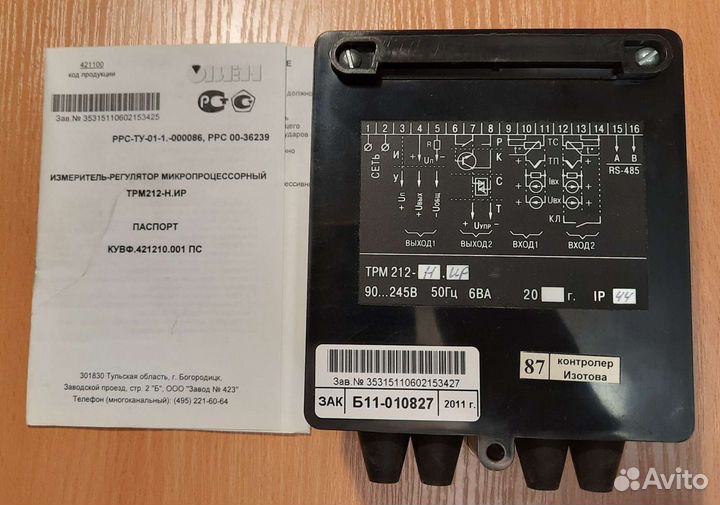 421100
код продукции
ОВЕН
Зав.№ 35315110602153425
РРС-ТУ-01-1.-000086, РРС 00-36239
ИЗМЕРИТЕЛЬ-РЕГУЛЯТОР МИКРОПРОЦЕССОРНЫЙ
ТРМ212-Н.ИР
ПАСПОРТ
КУВФ.421210.001 ПС
301830 Тульская область, г. Богородицк,
Заводской проезд, стр. 2 "Б", ООО "Завод № 423"
Телефон (многоканальный): (495) 221-60-64
1 2 3 4 5 6 7 8 9 10 11 12 13 14 15 16
СЕТЬ
И
У
R
Uп
Uп
Uвых
Uобщ
Р
К
С
Т
Uупр
ТС
ТП
Iвх
Uвх
КЛ
А В
RS-485
ВЫХОД1 ВЫХОД2 ВХОД1 ВХОД2
ТРМ 212-Н.ИР
90...245В 50Гц 6ВА 20 г. IP 44
Зав.№ 35315110602153427
ЗАК Б11-010827 2011 г.
87 контролер
Изотова
Avito